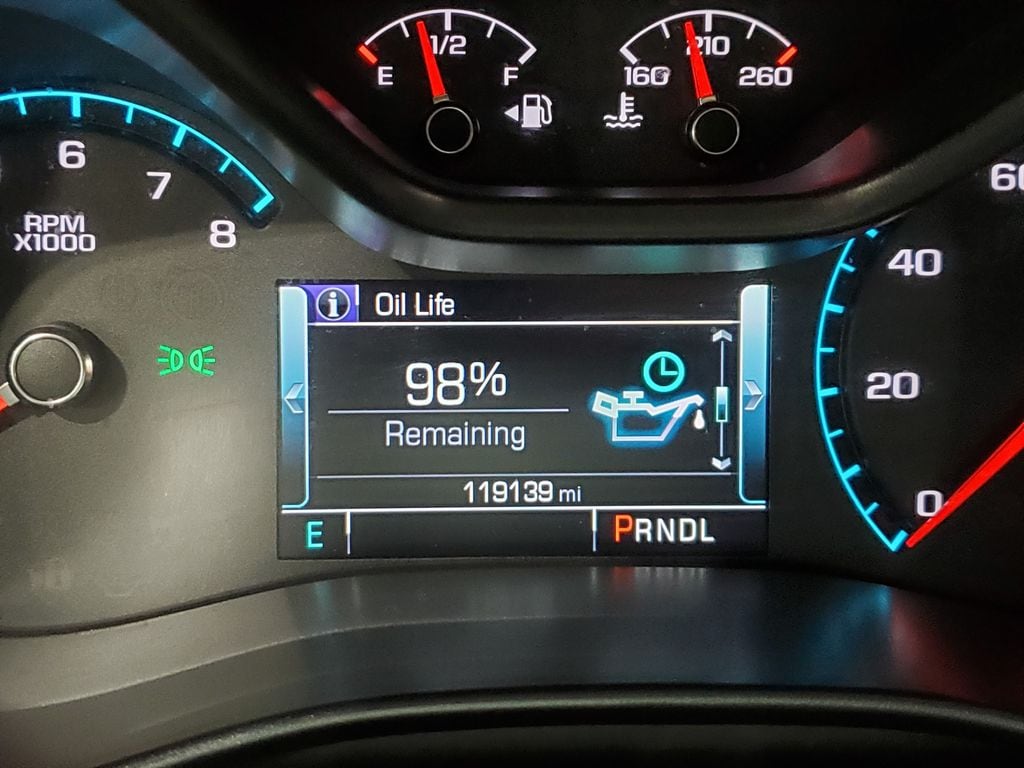 1/2
E
F
210
160
260
6
7
8
RPM
X1000
60
40
20
0
i Oil Life
98%
Remaining
119139 mi
E
PRNDL